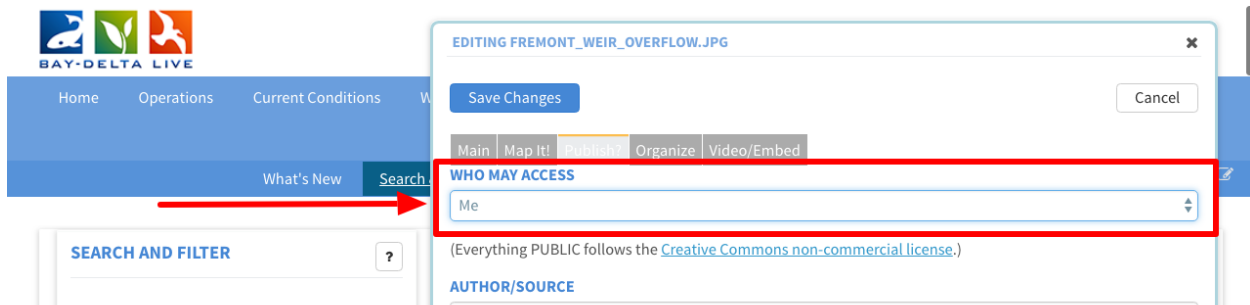 BAY-DELTA LIVE
Home Operations Current Conditions W
What's New Search &
SEARCH AND FILTER ?
EDITING FREMONT_WEIR_OVERFLOW.JPG ×
Save Changes Cancel
Main Map It! Publish? Organize Video/Embed
WHO MAY ACCESS
Me
(Everything PUBLIC follows the Creative Commons non-commercial license.)
AUTHOR/SOURCE